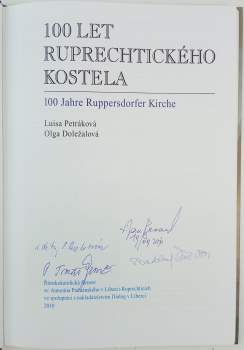 100 LET
RUPRECHTICKÉHO
KOSTELA
100 Jahre Ruppersdorfer Kirche
Luisa Petráková
Olga Doležalová
P. Tomáš
Římskokatolická farnost
sv. Antonína Paduánského v Liberci-Ruprechticích
ve spolupráci s nakladatelstvím Dialog v Liberci
2010